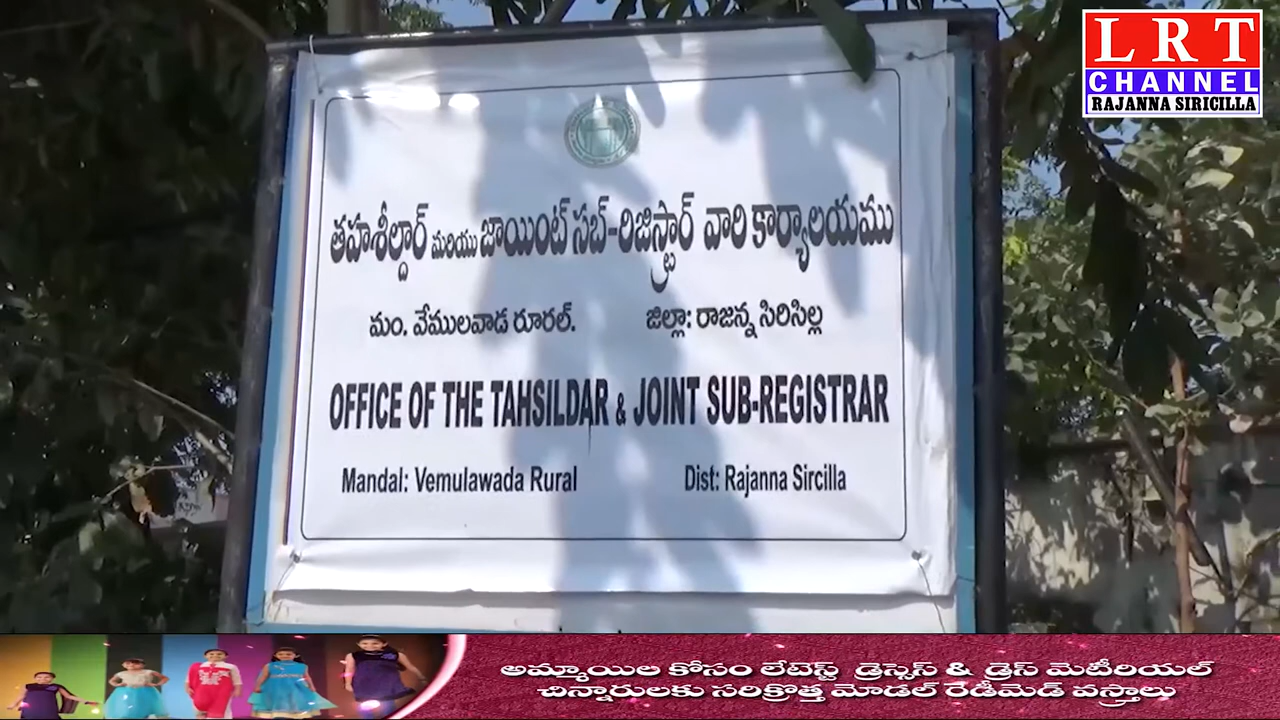 LRT
CHANNEL
RAJANNA SIRICILLA
తహశీల్దార్ మరియు జాయింట్ సబ్-రిజిస్ట్రార్ వారి కార్యాలయము
మం. వేములవాడ రూరల్. జిల్లా: రాజన్న సిరిసిల్ల
OFFICE OF THE TAHSILDAR & JOINT SUB-REGISTRAR
Mandal: Vemulawada Rural Dist: Rajanna Sircilla
అమ్మాయిల కోసం లేటెస్ట్ డ్రెస్సెస్ & డ్రెస్ మెటీరియల్
చిన్నారులకు సరిక్రొత్త మోడల్ రేడీమెడ్ వస్త్రాలు